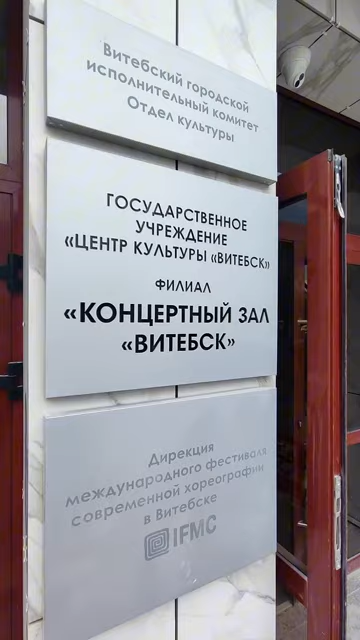 Витебский городской
исполнительный комитет
Отдел культуры
ГОСУДАРСТВЕННОЕ
УЧРЕЖДЕНИЕ
«ЦЕНТР КУЛЬТУРЫ «ВИТЕБСК»
ФИЛИАЛ
«КОНЦЕРТНЫЙ ЗАЛ
«ВИТЕБСК»
Дирекция
международного фестиваля
современной хореографии
в Витебске
IFMC